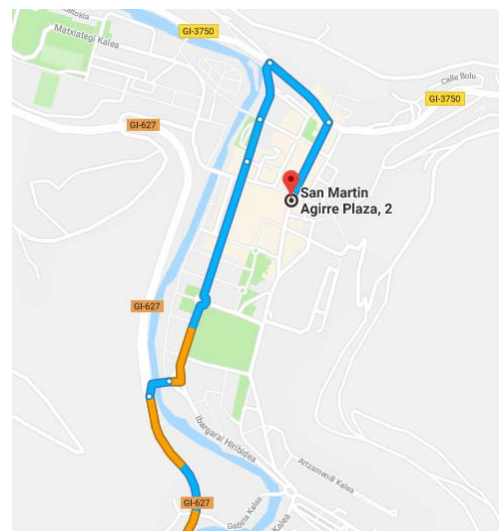 GI-3750
Matxiategi Kalea
Calle Bolu
GI-3750
GI-627
San Martin
Agirre Plaza, 2
GI-627
Ibargarai Hiribidea
Artzamendi Kalea
GI-627
Kalea
Kalea